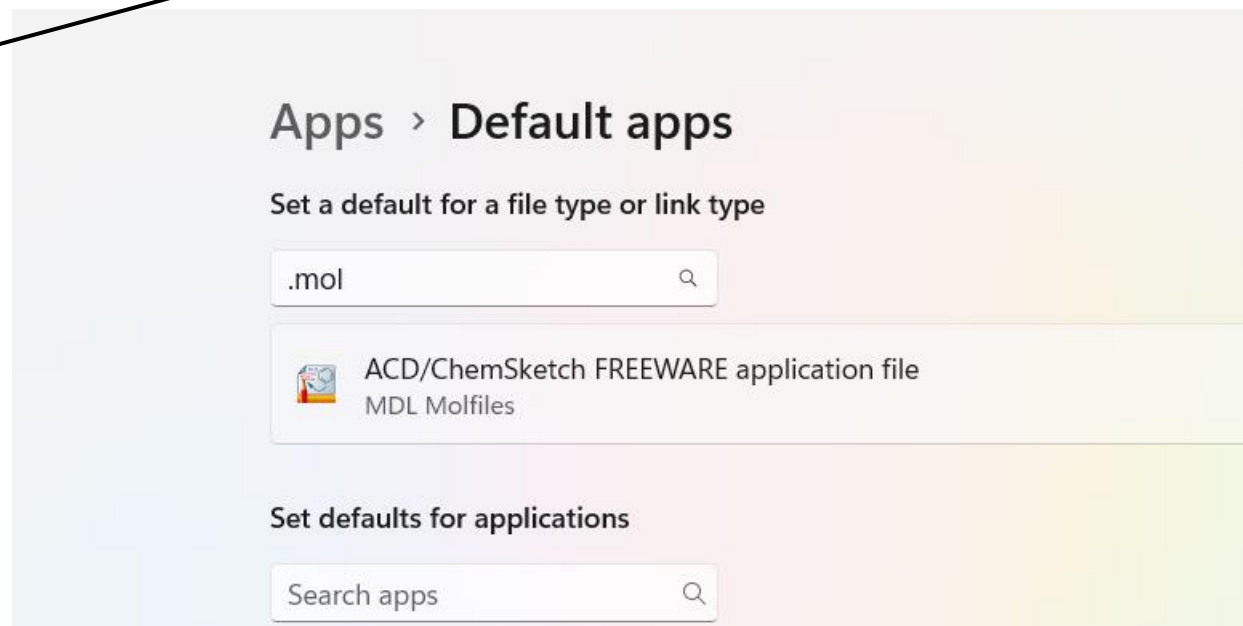 Apps > Default apps
Set a default for a file type or link type
.mol
ACD/ChemSketch FREEWARE application file
MDL Molfiles
Set defaults for applications
Search apps